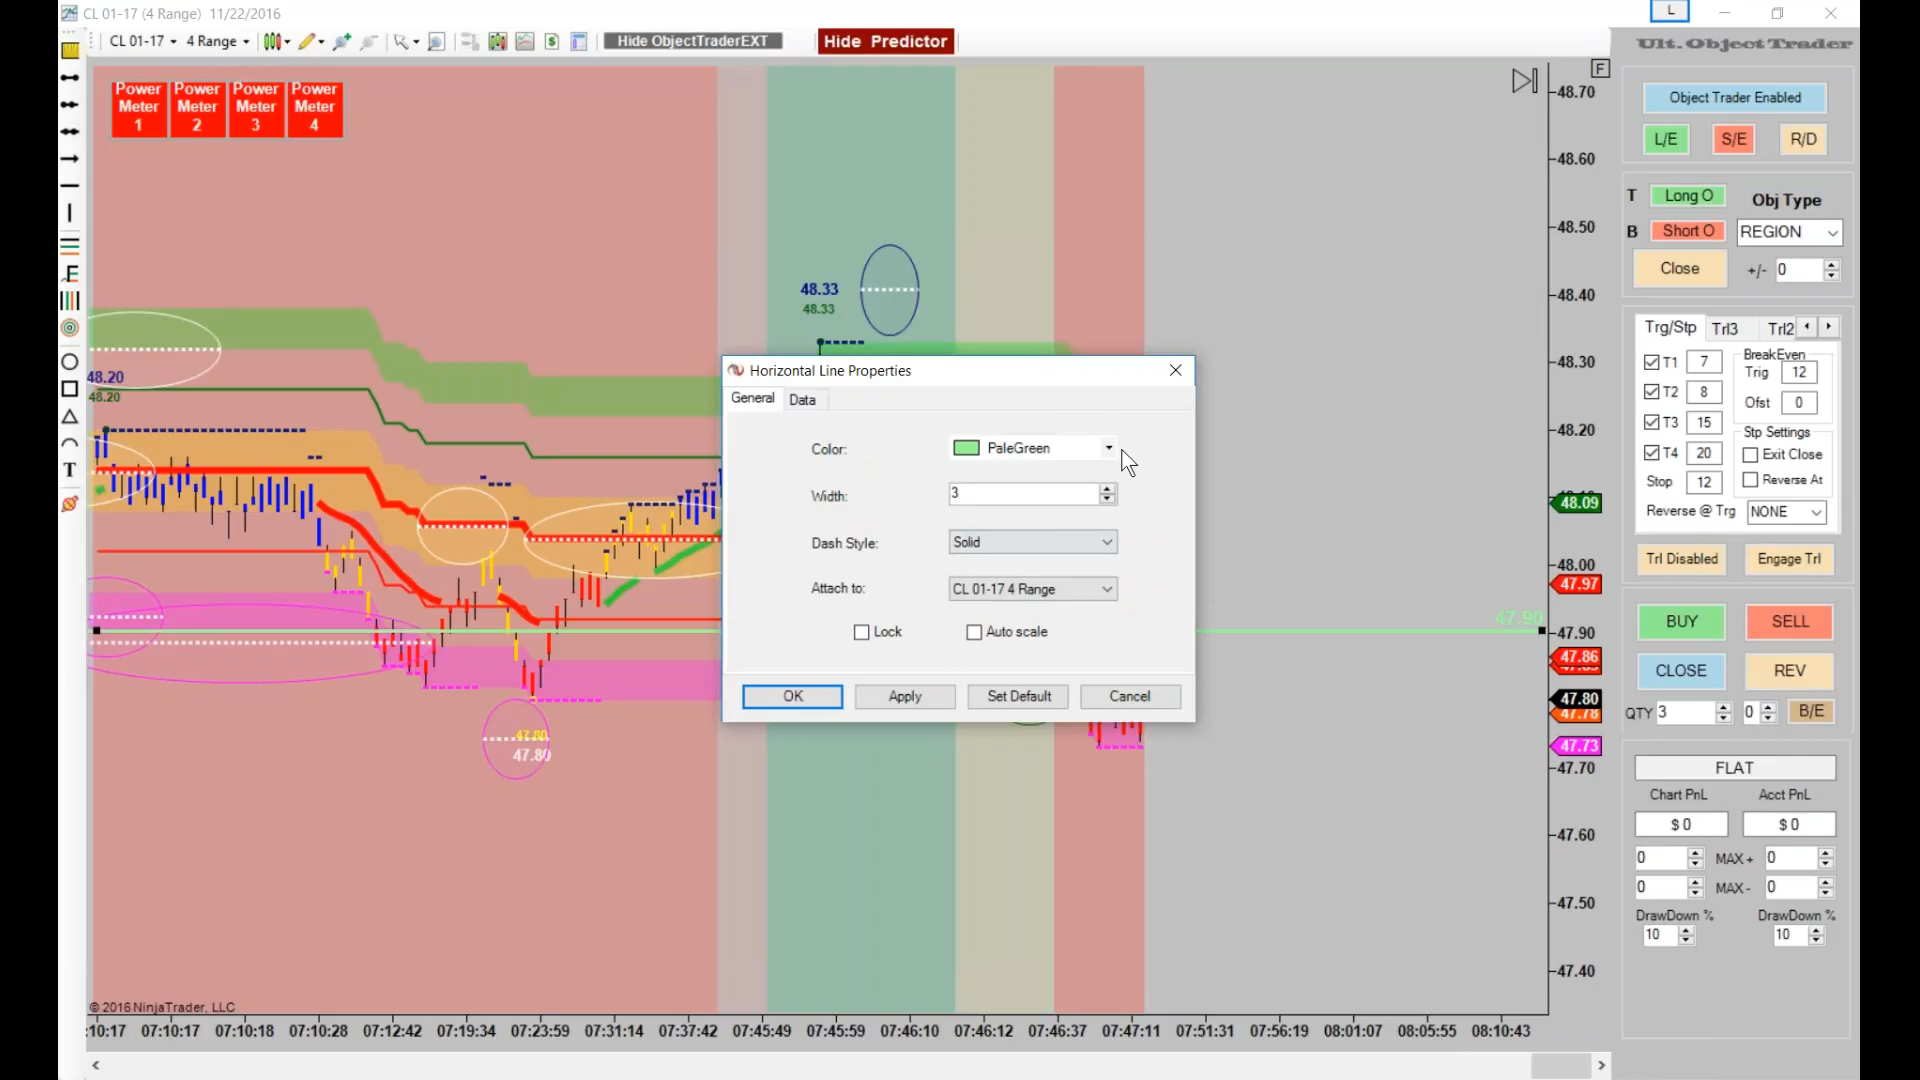 CL 01-17 (4 Range) 11/22/2016
L
CL 01-17
4 Range
Hide ObjectTraderEXT
Hide Predictor
Ult. Object Trader
F
Power Meter 1
Power Meter 2
Power Meter 3
Power Meter 4
48.33
48.33
48.20
48.20
47.80
47.80
47.90
Horizontal Line Properties
General
Data
Color:
PaleGreen
Width:
3
Dash Style:
Solid
Attach to:
CL 01-17 4 Range
Lock
Auto scale
OK
Apply
Set Default
Cancel
48.70
48.60
48.50
48.40
48.30
48.20
48.09
48.00
47.97
47.90
47.86
47.80
47.78
47.73
47.70
47.60
47.50
47.40
© 2016 NinjaTrader, LLC
:10:17
07:10:17
07:10:18
07:10:28
07:12:42
07:19:34
07:23:59
07:31:14
07:37:42
07:45:49
07:45:59
07:46:10
07:46:12
07:46:37
07:47:11
07:51:31
07:56:19
08:01:07
08:05:55
08:10:43
Object Trader Enabled
L/E
S/E
R/D
T
Long O
Obj Type
B
Short O
REGION
Close
+/-
0
Trg/Stp
Trl3
Trl2
T1
7
T2
8
T3
15
T4
20
Stop
12
BreakEven
Trig
12
Ofst
0
Stp Settings
Exit Close
Reverse At
Reverse @ Trg
NONE
Trl Disabled
Engage Trl
BUY
SELL
CLOSE
REV
QTY
3
0
B/E
FLAT
Chart PnL
Acct PnL
$ 0
$ 0
0
MAX +
0
0
MAX -
0
DrawDown %
DrawDown %
10
10